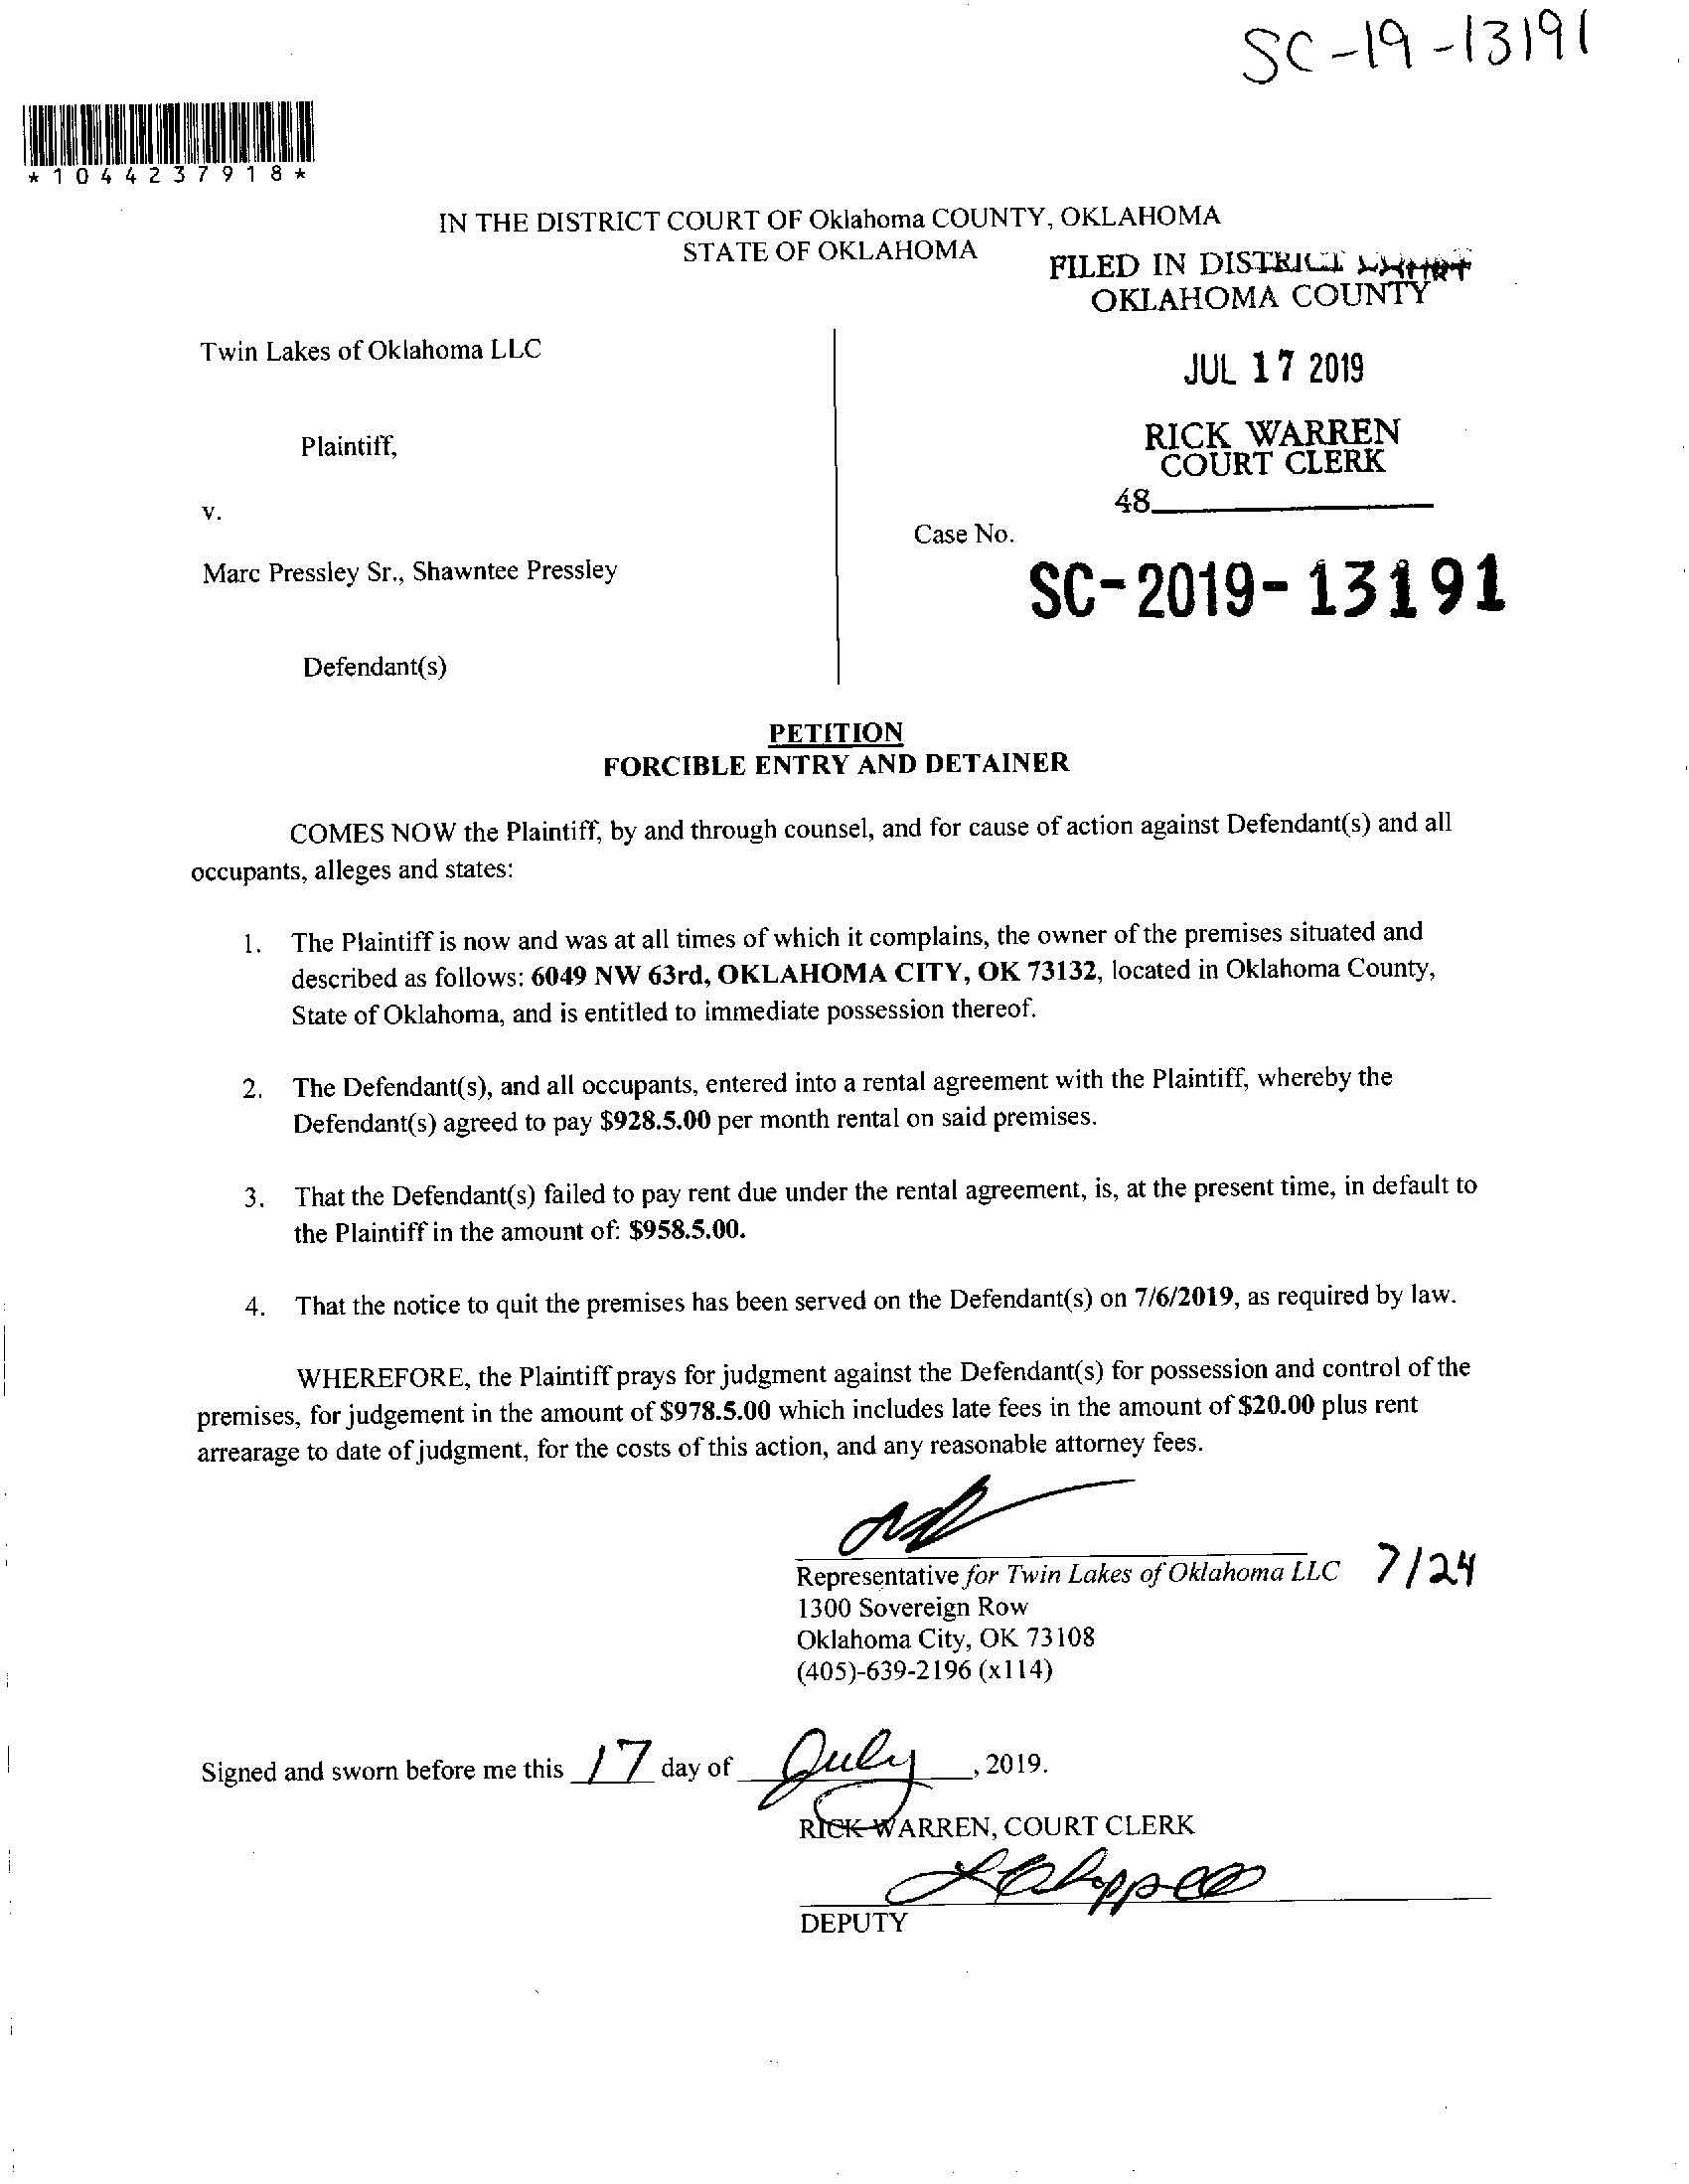 SC-19-13191
*1044237918*
IN THE DISTRICT COURT OF Oklahoma COUNTY, OKLAHOMA
STATE OF OKLAHOMA
FILED IN DISTRICT COURT
OKLAHOMA COUNTY
Twin Lakes of Oklahoma LLC
JUL 17 2019
Plaintiff,
RICK WARREN
COURT CLERK
48
v.
Case No.
Marc Pressley Sr., Shawntee Pressley
SC-2019-13191
Defendant(s)
PETITION
FORCIBLE ENTRY AND DETAINER
COMES NOW the Plaintiff, by and through counsel, and for cause of action against Defendant(s) and all
occupants, alleges and states:
1. The Plaintiff is now and was at all times of which it complains, the owner of the premises situated and
described as follows: 6049 NW 63rd, OKLAHOMA CITY, OK 73132, located in Oklahoma County,
State of Oklahoma, and is entitled to immediate possession thereof.
2. The Defendant(s), and all occupants, entered into a rental agreement with the Plaintiff, whereby the
Defendant(s) agreed to pay $928.5.00 per month rental on said premises.
3. That the Defendant(s) failed to pay rent due under the rental agreement, is, at the present time, in default to
the Plaintiff in the amount of: $958.5.00.
4. That the notice to quit the premises has been served on the Defendant(s) on 7/6/2019, as required by law.
WHEREFORE, the Plaintiff prays for judgment against the Defendant(s) for possession and control of the
premises, for judgement in the amount of $978.5.00 which includes late fees in the amount of $20.00 plus rent
arrearage to date of judgment, for the costs of this action, and any reasonable attorney fees.
Representative for Twin Lakes of Oklahoma LLC 7/24
1300 Sovereign Row
Oklahoma City, OK 73108
(405)-639-2196 (x114)
Signed and sworn before me this 17 day of July, 2019.
RICK WARREN, COURT CLERK
DEPUTY